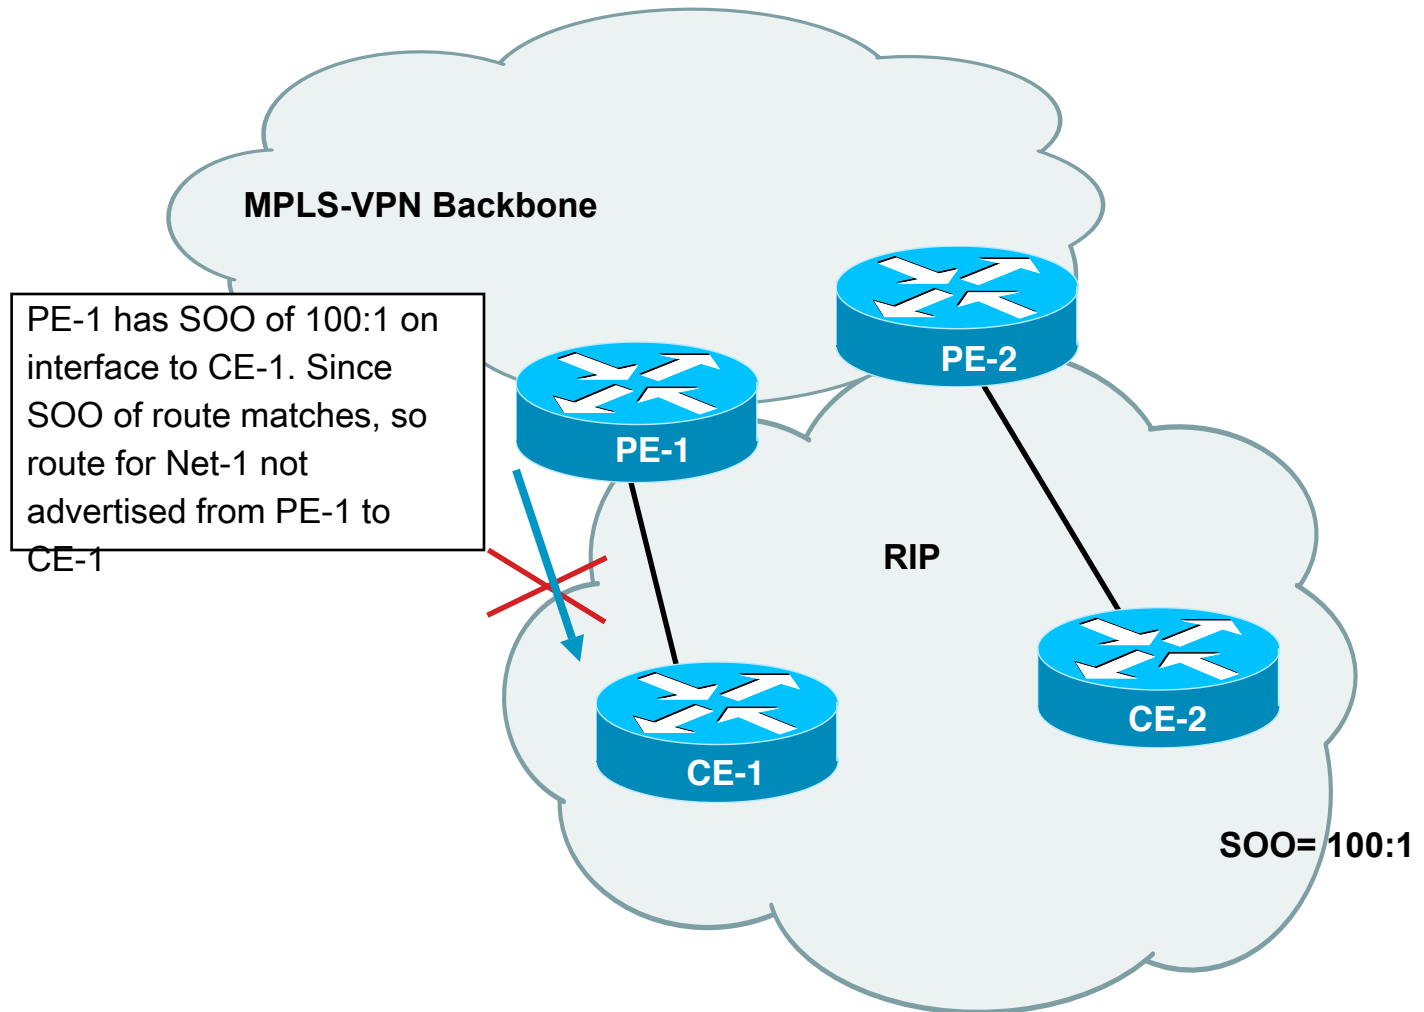 MPLS-VPN Backbone
PE-2
PE-1 has SOO of 100:1 on
interface to CE-1. Since
SOO of route matches, so
route for Net-1 not
advertised from PE-1 to
CE-1
PE-1
RIP
CE-2
CE-1
SOO= 100:1